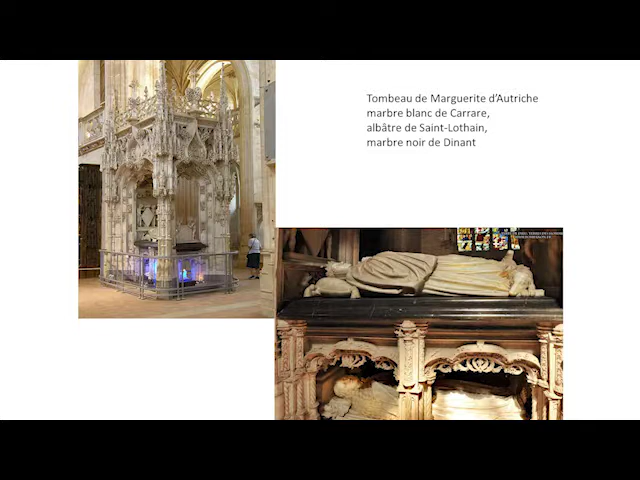 Tombeau de Marguerite d'Autriche
marbre blanc de Carrare,
albâtre de Saint-Lothain,
marbre noir de Dinant